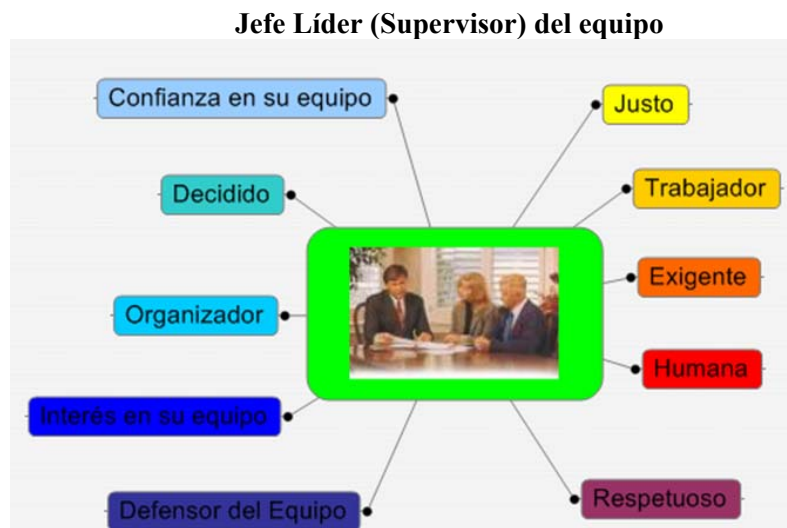 Jefe Líder (Supervisor) del equipo
Confianza en su equipo
Justo
Decidido
Trabajador
Exigente
Organizador
Humana
Interés en su equipo
Respetuoso
Defensor del Equipo